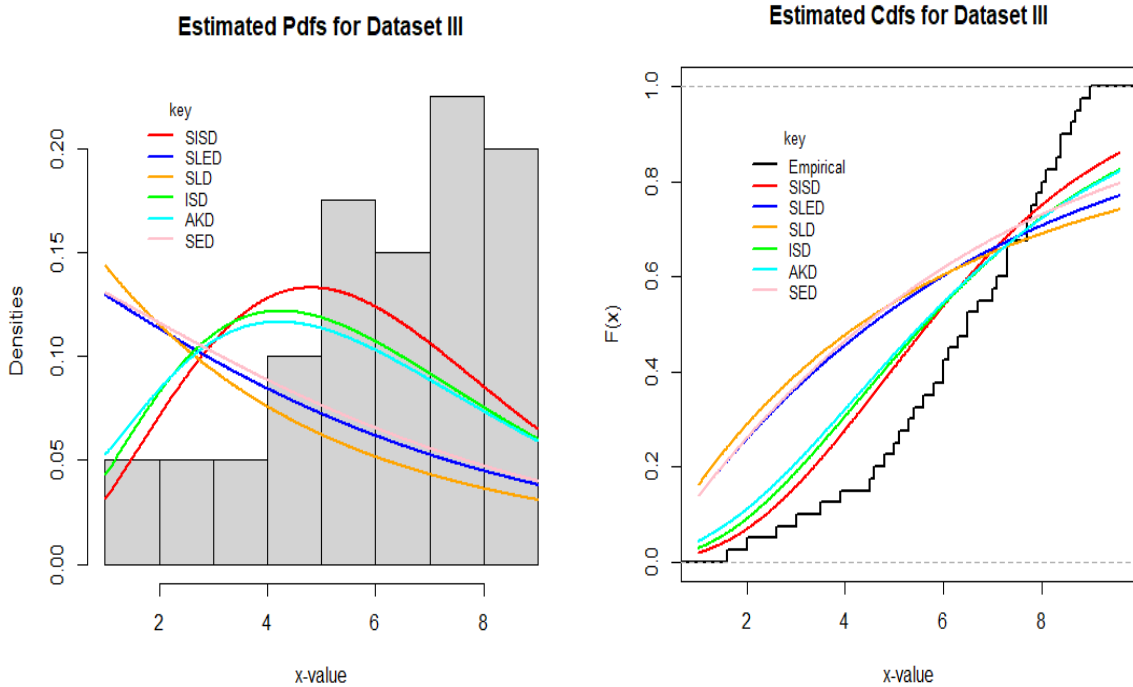 Estimated Pdfs for Dataset III
Densities
0.00
0.05
0.10
0.15
0.20
key
SISD
SLED
SLD
ISD
AKD
SED
2
4
6
8
x-value
Estimated Cdfs for Dataset III
F(x)
0.0
0.2
0.4
0.6
0.8
1.0
key
Empirical
SISD
SLED
SLD
ISD
AKD
SED
2
4
6
8
x-value